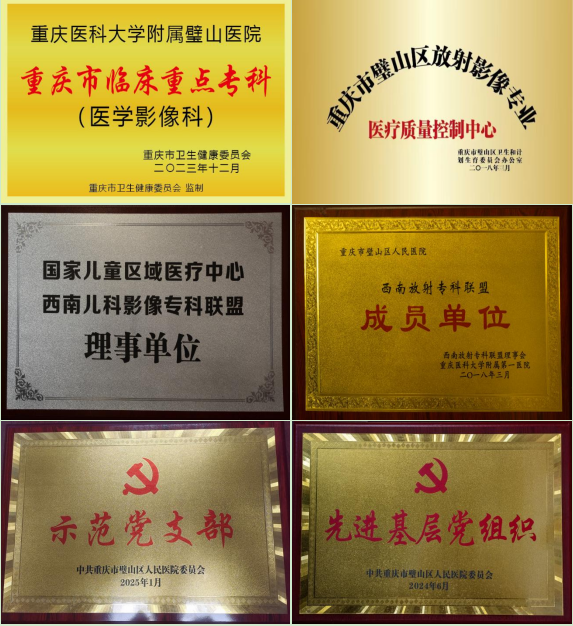 重庆医科大学附属璧山医院
重庆市临床重点专科
（医学影像科）
重庆市卫生健康委员会
二〇二三年十二月
重庆市卫生健康委员会 监制
重庆市璧山区放射影像专业
医疗质量控制中心
重庆市璧山区卫生和计
划生育委员会办公室
二〇一八年三月
国家儿童区域医疗中心
西南儿科影像专科联盟
理事单位
重庆市璧山区人民医院
西南放射专科联盟
成员单位
西南放射专科联盟理事会
重庆医科大学附属第一医院
二〇一八年三月
示范党支部
中共重庆市璧山区人民医院委员会
2025年1月
先进基层党组织
中共重庆市璧山区人民医院委员会
2024年6月